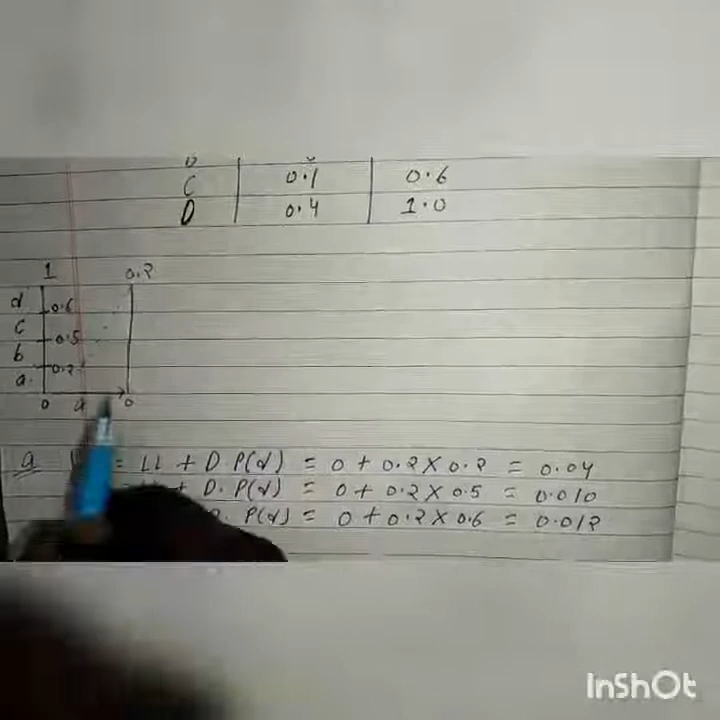 C 0.1 0.6
D 0.4 1.0
1 0.2
d 0.6
c 0.5
b 0.2
a
0 a 0
a = LL + D.P(d) = 0 + 0.2 X 0.2 = 0.04
+ D.P(d) = 0 + 0.2 X 0.5 = 0.010
P(d) = 0 + 0.2 X 0.6 = 0.012
InShOt